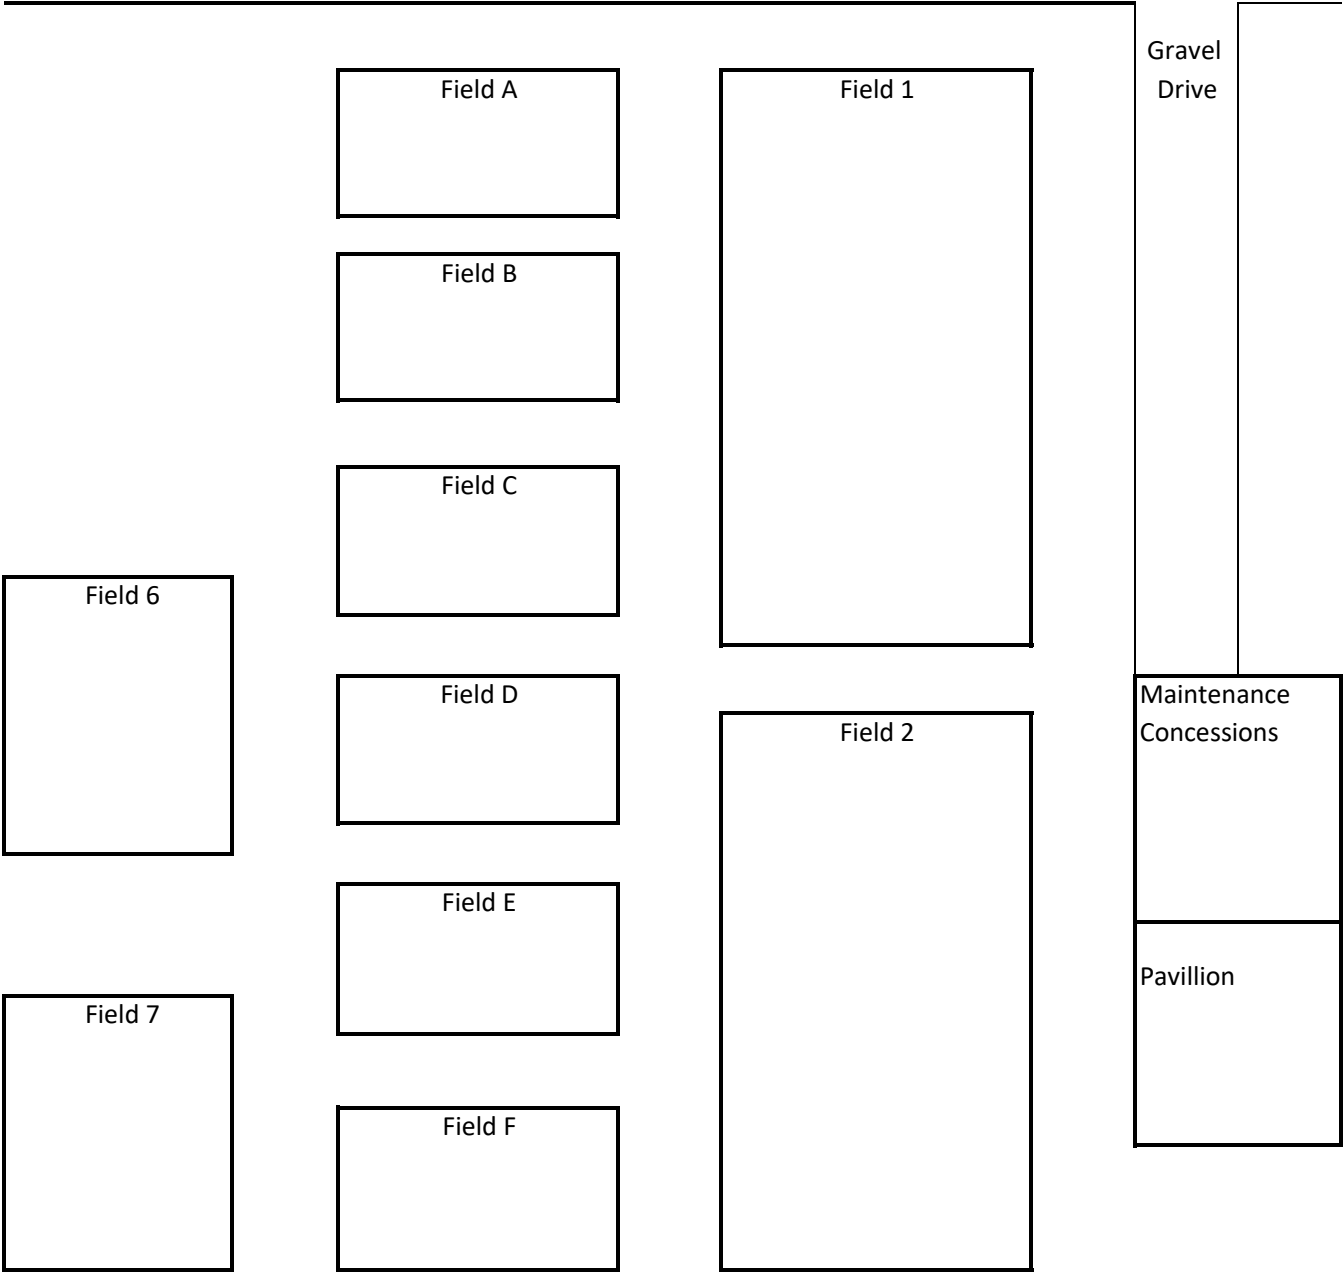 Gravel
Drive
Field A
Field 1
Field B
Field C
Field 6
Field D
Maintenance
Field 2
Concessions
Field E
Pavillion
Field 7
Field F